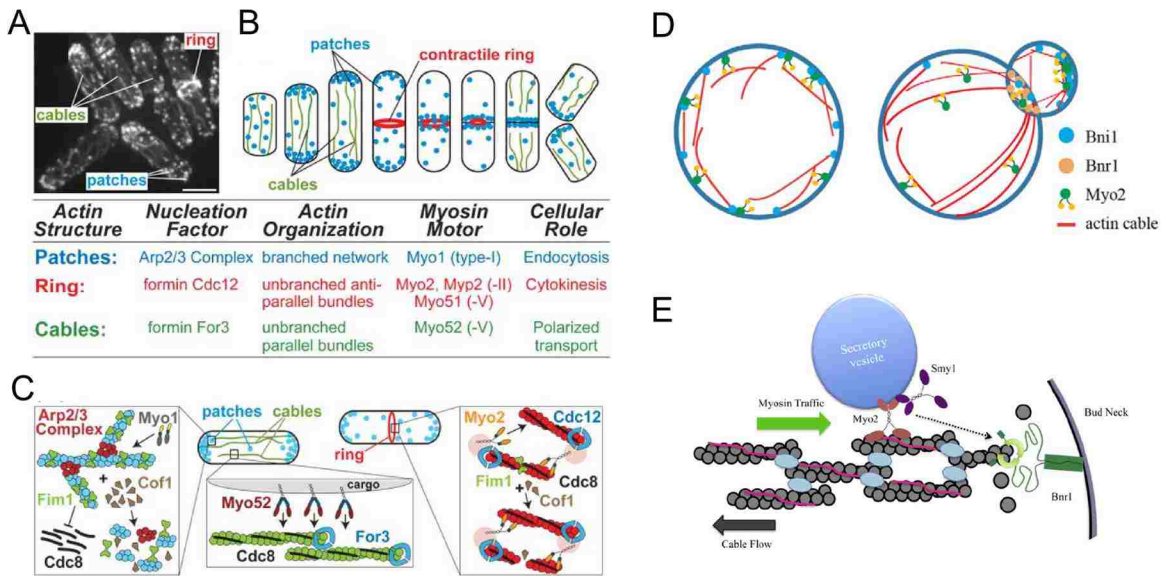 A
ring
cables
patches
B
patches
contractile ring
cables
Actin Structure
Nucleation Factor
Actin Organization
Myosin Motor
Cellular Role
Patches:
Arp2/3 Complex
branched network
Myo1 (type-I)
Endocytosis
Ring:
formin Cdc12
unbranched anti-
parallel bundles
Myo2, Myp2 (-II)
Myo51 (-V)
Cytokinesis
Cables:
formin For3
unbranched
parallel bundles
Myo52 (-V)
Polarized
transport
C
Arp2/3
Complex
Myo1
Fim1
+
Cof1
Cdc8
patches
cables
ring
cargo
Myo52
For3
Cdc8
Myo2
Cdc12
Fim1
Cdc8
+
Cof1
D
Bni1
Bnr1
Myo2
actin cable
E
Secretory
vesicle
Smy1
Myosin Traffic
Myo2
Bud Neck
Bnr1
Cable Flow